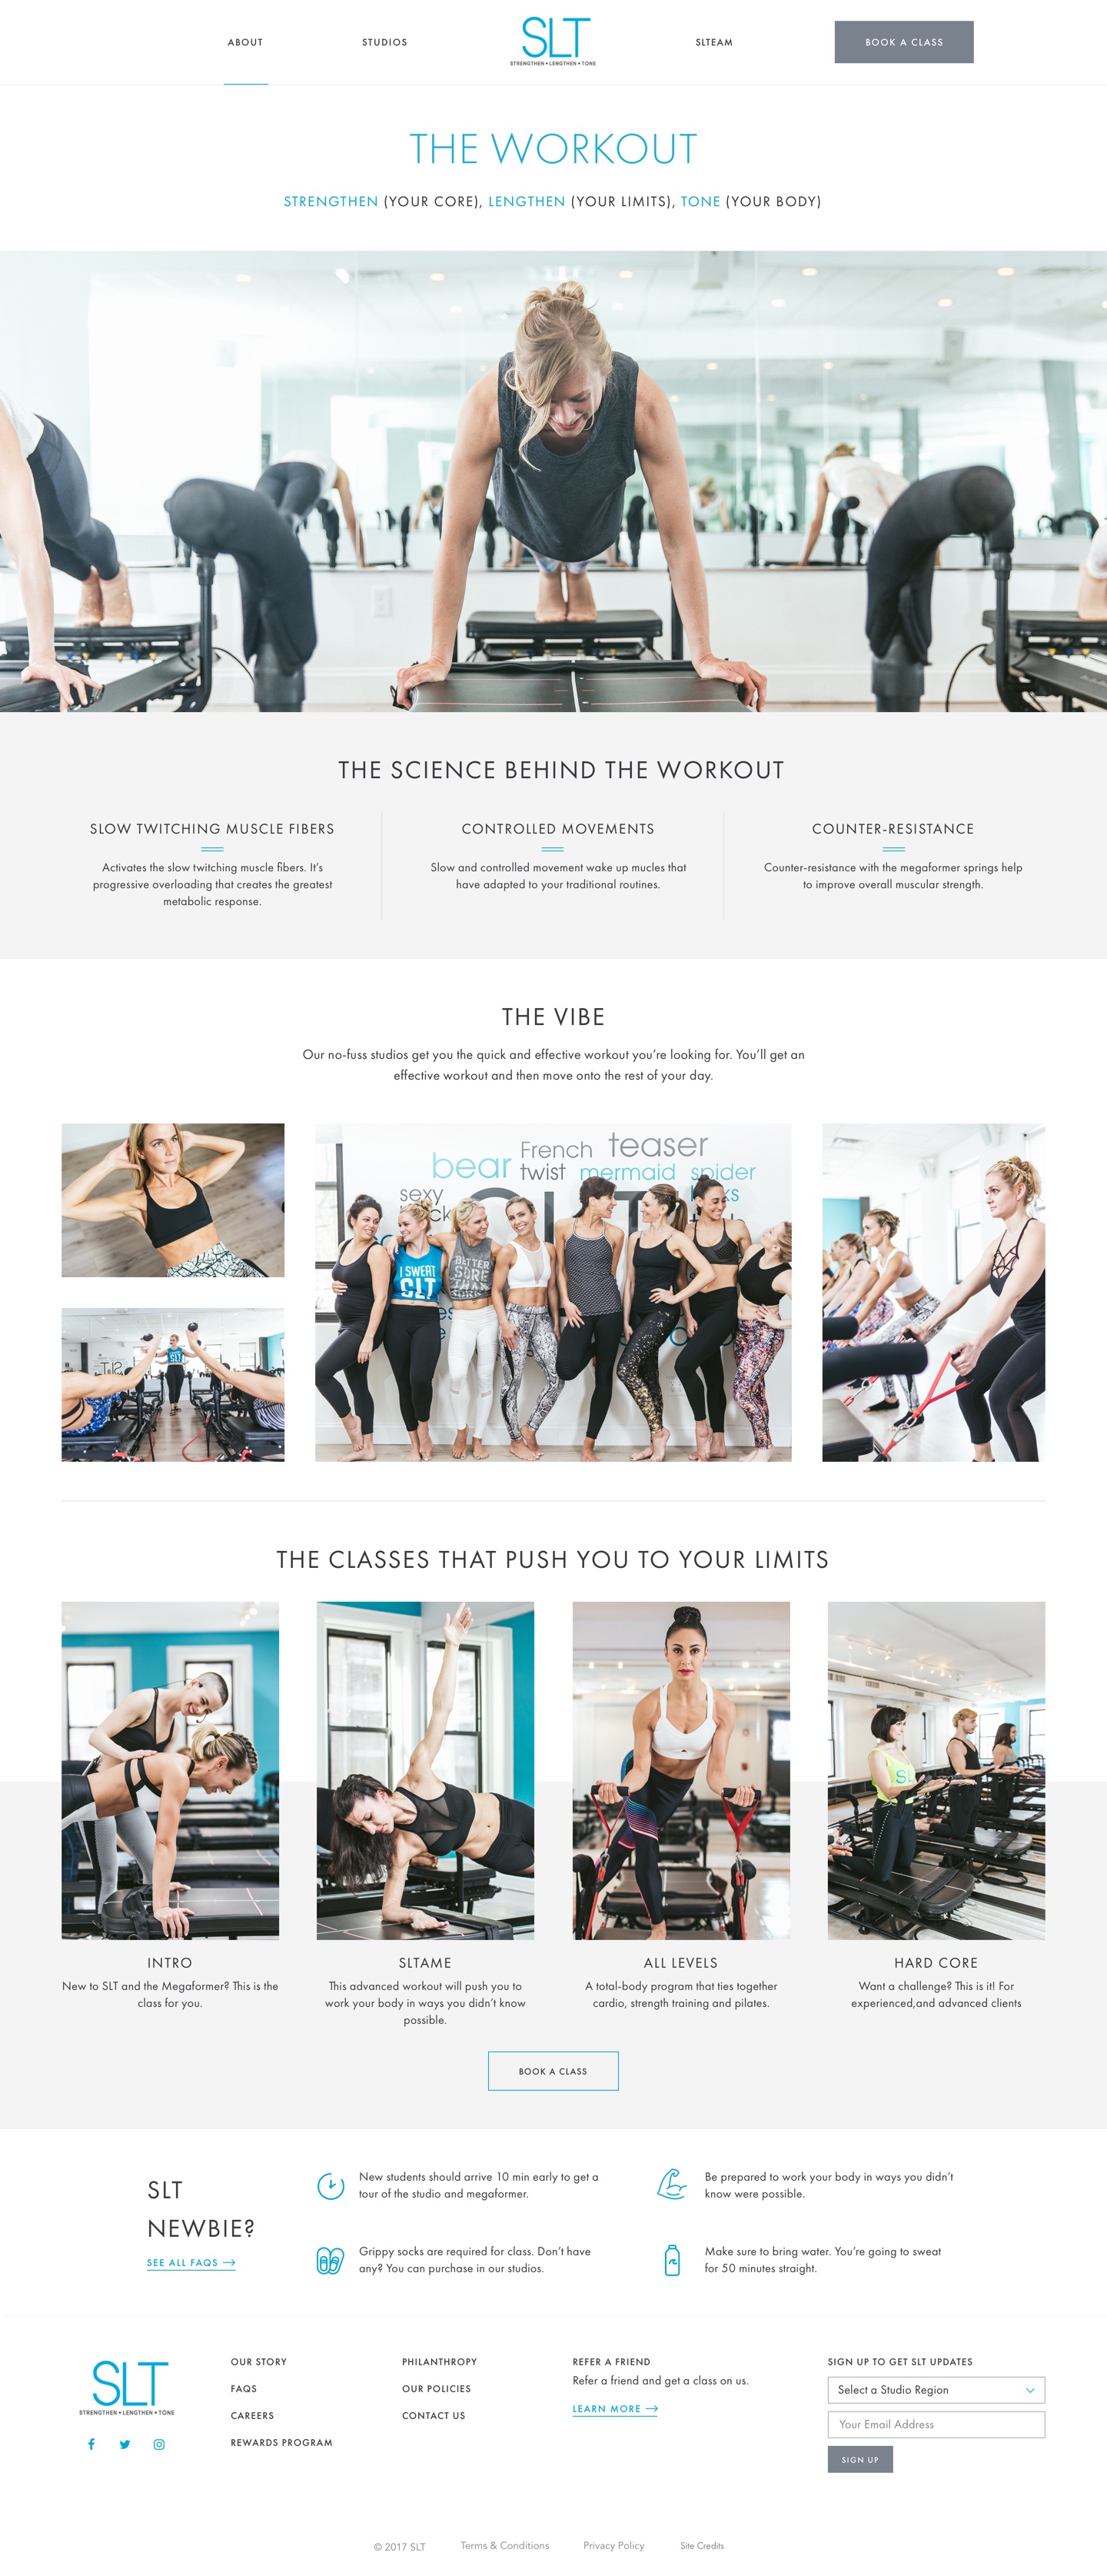 ABOUT
STUDIOS
SLT
STRENGTHEN • LENGTHEN • TONE
SLTEAM
BOOK A CLASS
THE WORKOUT
STRENGTHEN (YOUR CORE), LENGTHEN (YOUR LIMITS), TONE (YOUR BODY)
THE SCIENCE BEHIND THE WORKOUT
SLOW TWITCHING MUSCLE FIBERS
Activates the slow twitching muscle fibers. It’s
progressive overloading that creates the greatest
metabolic response.
CONTROLLED MOVEMENTS
Slow and controlled movement wake up mucles that
have adapted to your traditional routines.
COUNTER-RESISTANCE
Counter-resistance with the megaformer springs help
to improve overall muscular strength.
THE VIBE
Our no-fuss studios get you the quick and effective workout you’re looking for. You’ll get an
effective workout and then move onto the rest of your day.
bear French teaser
twist mermaid spider
sexy
I SWEAT
SLT
BETTER
SORE
THAN
SLT
THE CLASSES THAT PUSH YOU TO YOUR LIMITS
INTRO
New to SLT and the Megaformer? This is the
class for you.
SLTAME
This advanced workout will push you to
work your body in ways you didn’t know
possible.
ALL LEVELS
A total-body program that ties together
cardio, strength training and pilates.
HARD CORE
Want a challenge? This is it! For
experienced,and advanced clients
BOOK A CLASS
SLT
NEWBIE?
SEE ALL FAQS
New students should arrive 10 min early to get a
tour of the studio and megaformer.
Be prepared to work your body in ways you didn’t
know were possible.
Grippy socks are required for class. Don’t have
any? You can purchase in our studios.
Make sure to bring water. You’re going to sweat
for 50 minutes straight.
SLT
STRENGTHEN • LENGTHEN • TONE
OUR STORY
FAQS
CAREERS
REWARDS PROGRAM
PHILANTHROPY
OUR POLICIES
CONTACT US
REFER A FRIEND
Refer a friend and get a class on us.
LEARN MORE
SIGN UP TO GET SLT UPDATES
Select a Studio Region
Your Email Address
SIGN UP
© 2017 SLT
Terms & Conditions
Privacy Policy
Site Credits